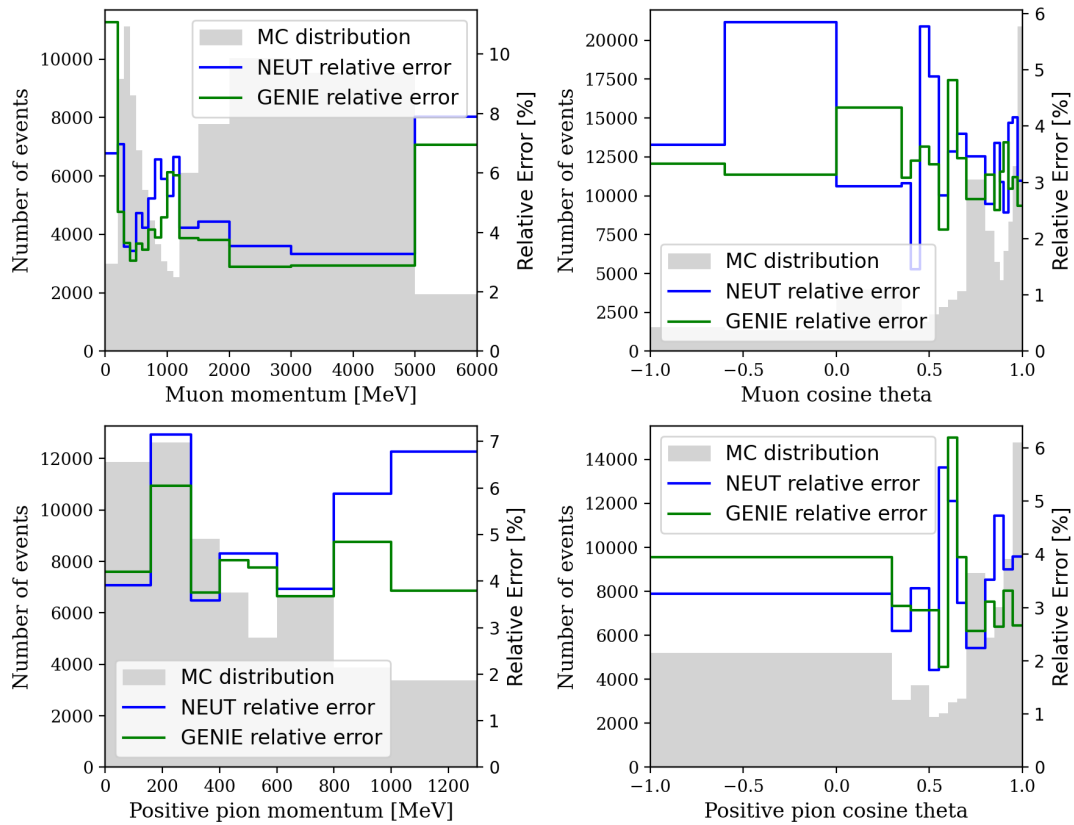 MC distribution
NEUT relative error
GENIE relative error
Number of events
Relative Error [%]
0
2000
4000
6000
8000
10000
0
2
4
6
8
10
0 1000 2000 3000 4000 5000 6000
Muon momentum [MeV]
MC distribution
NEUT relative error
GENIE relative error
Number of events
Relative Error [%]
0
2500
5000
7500
10000
12500
15000
17500
20000
0
1
2
3
4
5
6
−1.0 −0.5 0.0 0.5 1.0
Muon cosine theta
MC distribution
NEUT relative error
GENIE relative error
Number of events
Relative Error [%]
0
2000
4000
6000
8000
10000
12000
0
1
2
3
4
5
6
7
0 200 400 600 800 1000 1200
Positive pion momentum [MeV]
MC distribution
NEUT relative error
GENIE relative error
Number of events
Relative Error [%]
0
2000
4000
6000
8000
10000
12000
14000
0
1
2
3
4
5
6
−1.0 −0.5 0.0 0.5 1.0
Positive pion cosine theta